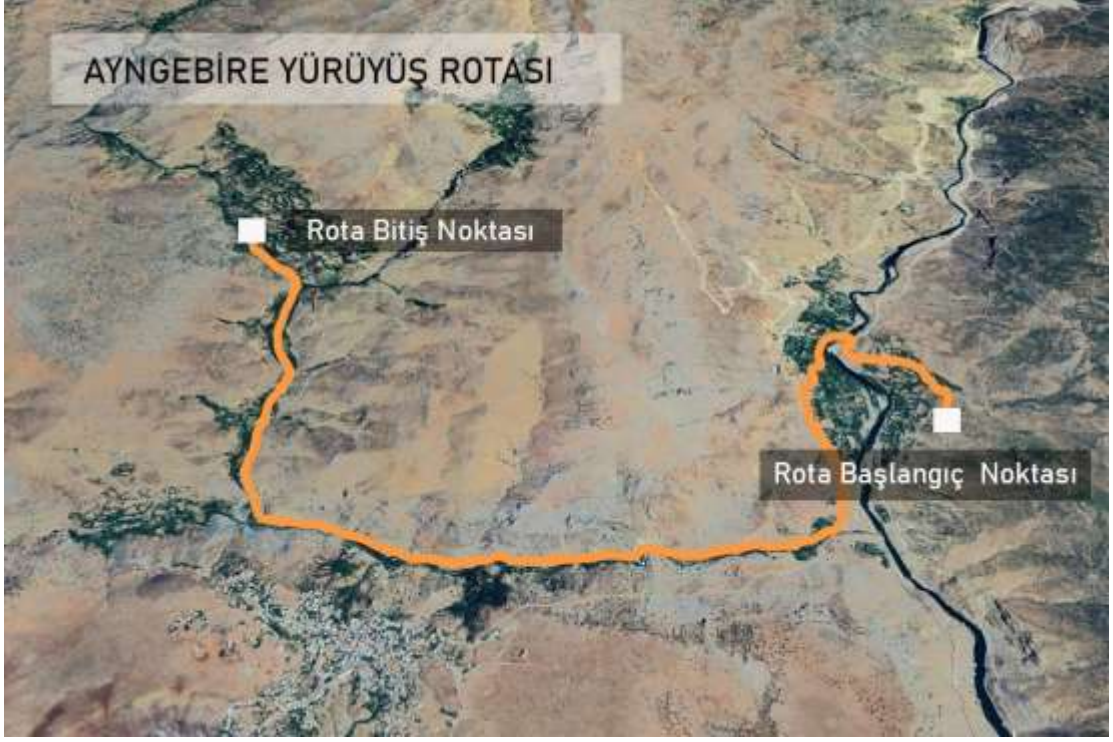 AYNGEBİRE YÜRÜYÜŞ ROTASI
Rota Bitiş Noktası
Rota Başlangıç Noktası